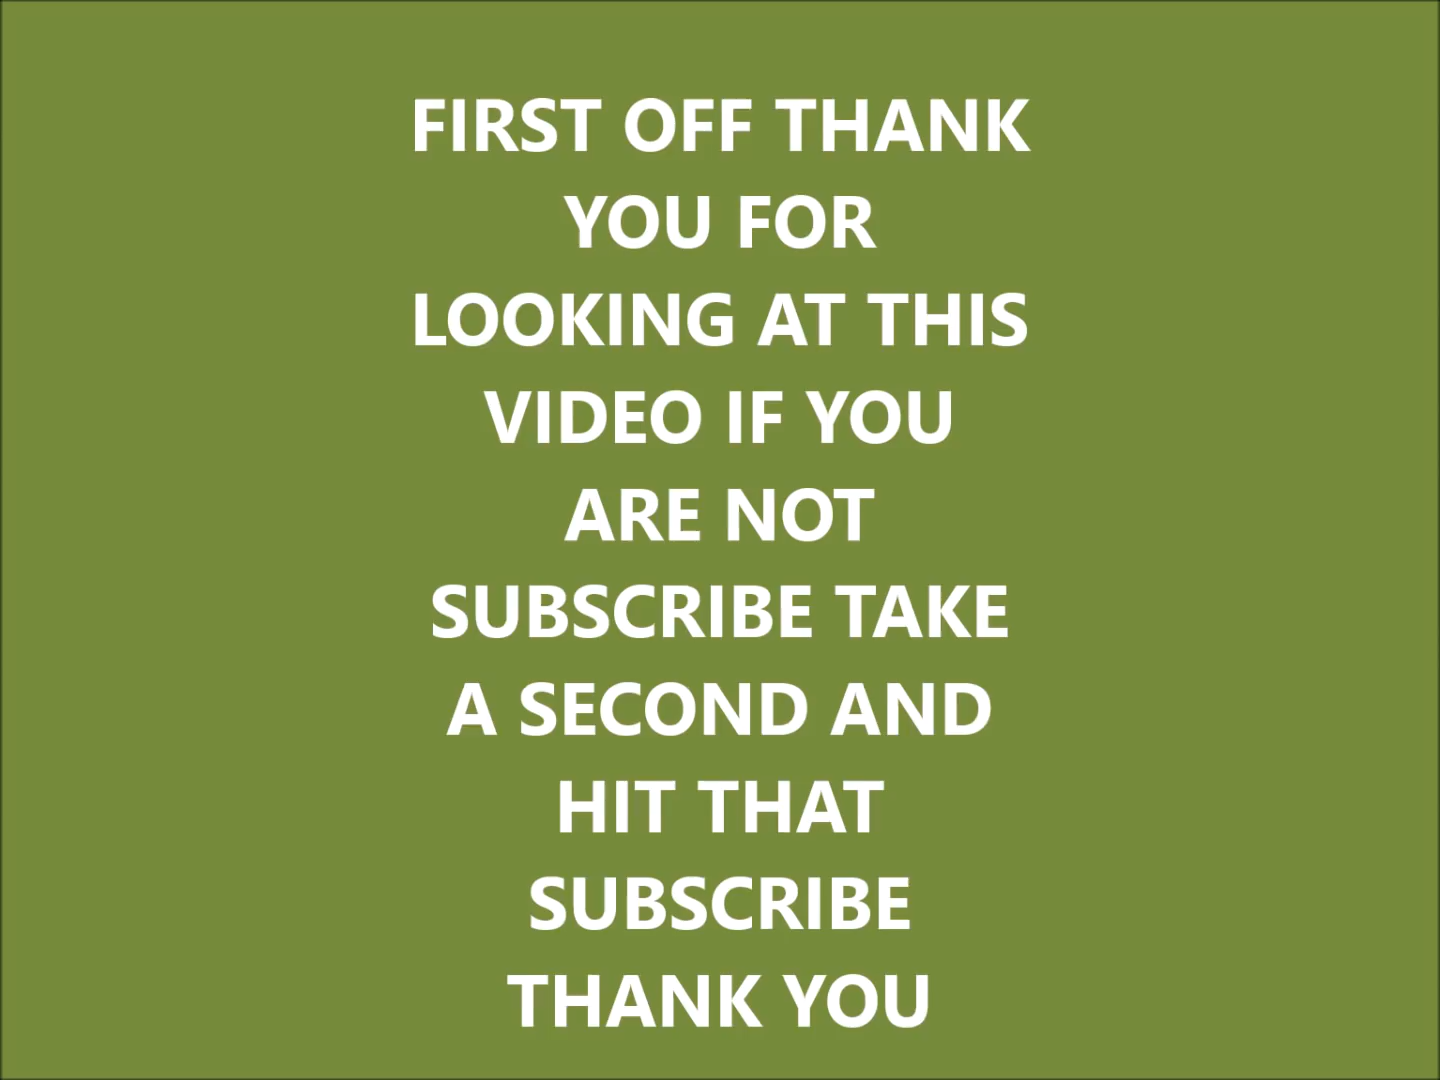 FIRST OFF THANK
YOU FOR
LOOKING AT THIS
VIDEO IF YOU
ARE NOT
SUBSCRIBE TAKE
A SECOND AND
HIT THAT
SUBSCRIBE
THANK YOU